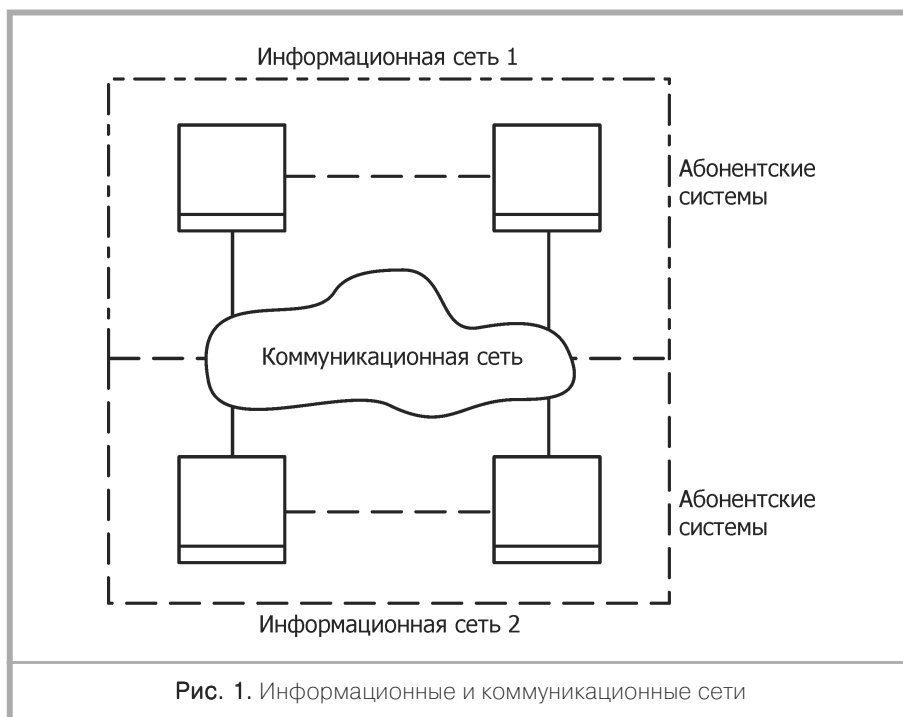 Информационная сеть 1
Абонентские
системы
Коммуникационная сеть
Абонентские
системы
Информационная сеть 2
Рис. 1. Информационные и коммуникационные сети